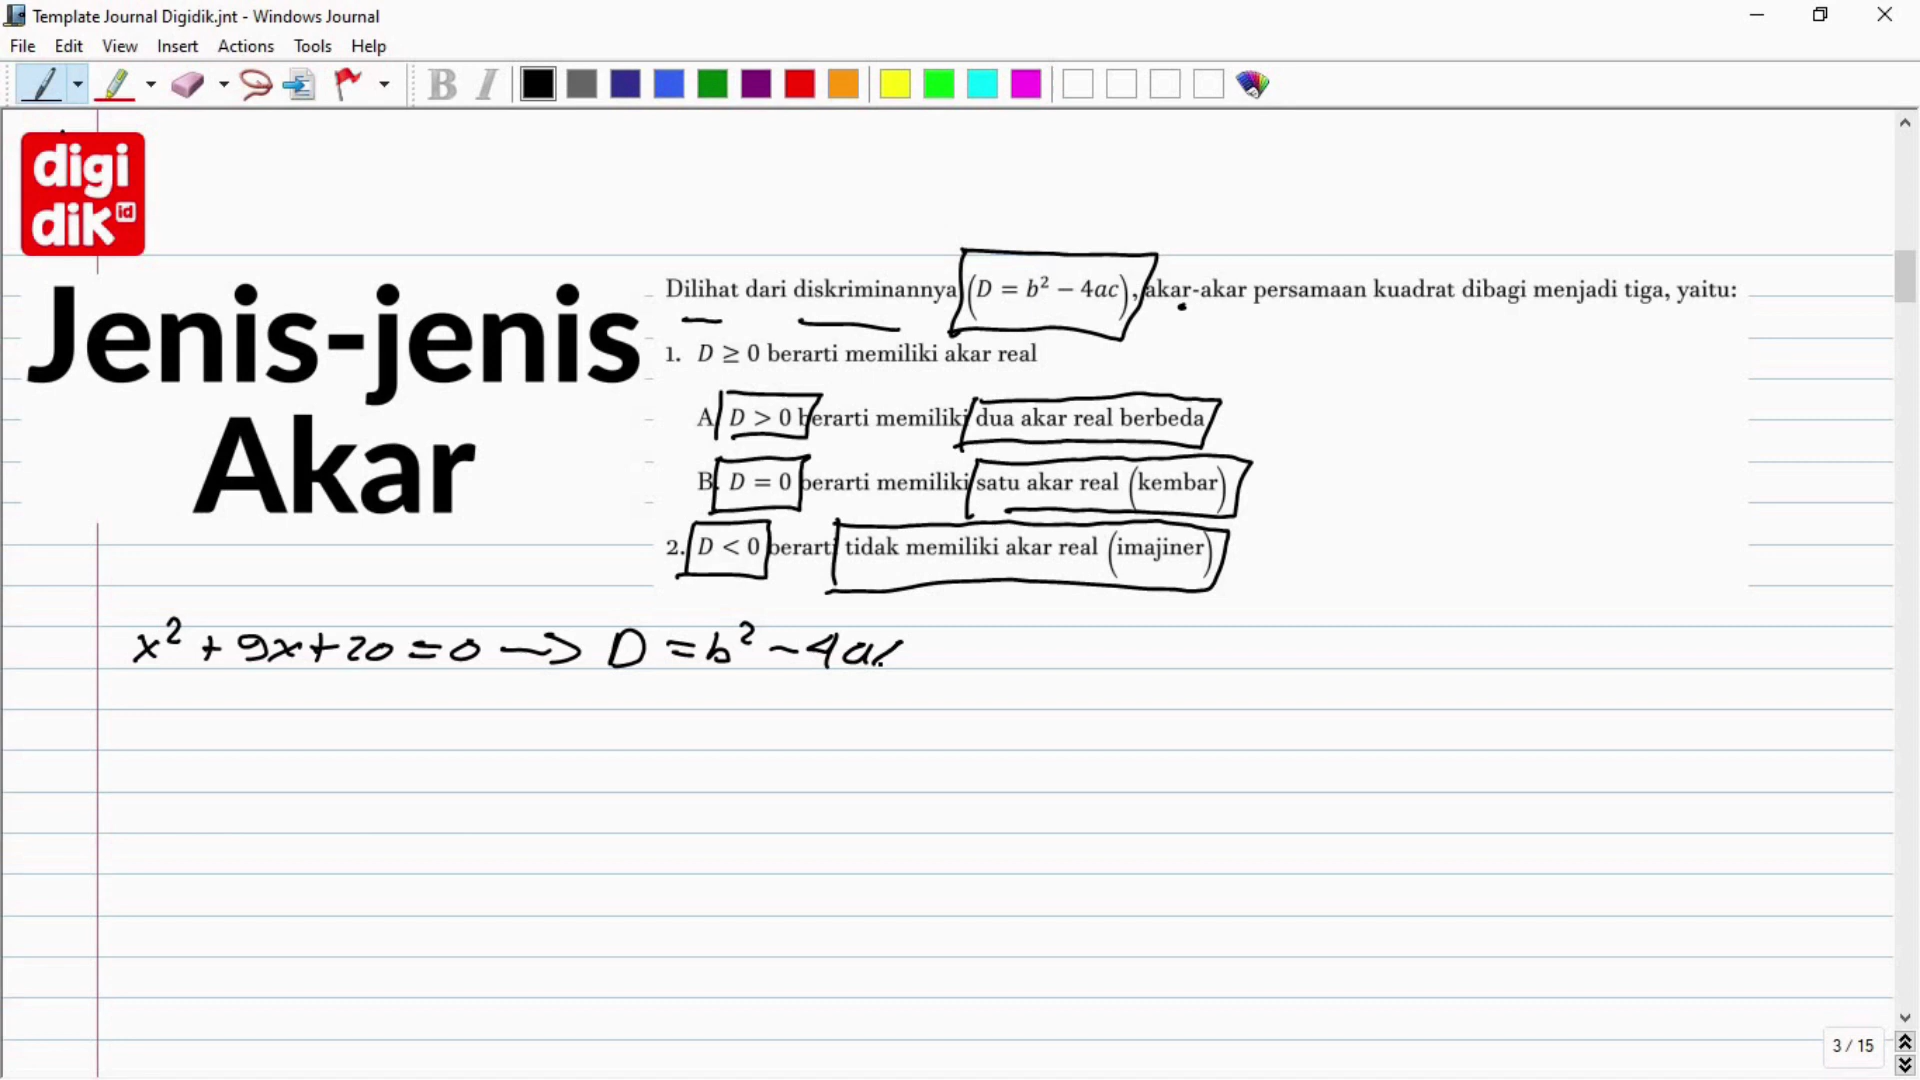 Template Journal Digidik.jnt - Windows Journal
File Edit View Insert Actions Tools Help
B I
digi
dik id
Jenis-jenis
Akar
Dilihat dari diskriminannya (D = b² − 4ac), akar-akar persamaan kuadrat dibagi menjadi tiga, yaitu:
1. D ≥ 0 berarti memiliki akar real
A. D > 0 berarti memiliki dua akar real berbeda
B. D = 0 berarti memiliki satu akar real (kembar)
2. D < 0 berarti tidak memiliki akar real (imajiner)
x² + 9x + 20 = 0 → D = b² − 4ac
3 / 15